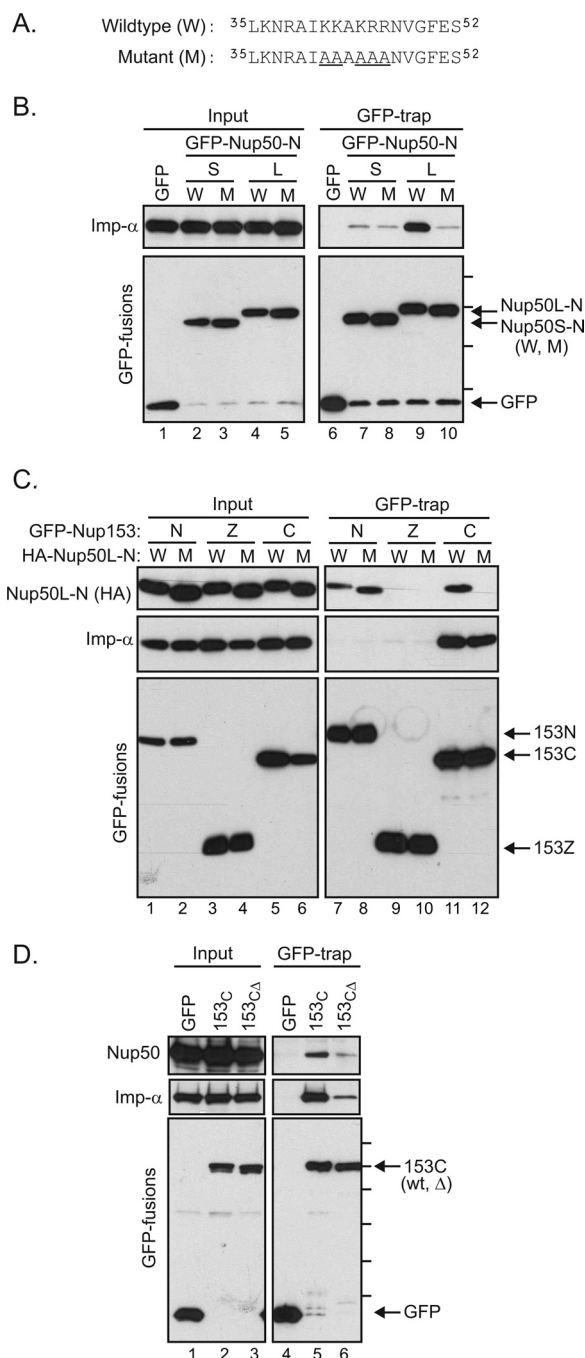 A.
Wildtype (W): 35LKNRAIKKAKRRNVGFES52
Mutant (M): 35LKNRAIAAAAAANVGFES52
B.
Input GFP-trap
GFP-Nup50-N GFP-Nup50-N
GFP S L GFP S L
W M W M W M W M
Imp-α
GFP-fusions
Nup50L-N
Nup50S-N
(W, M)
GFP
1 2 3 4 5 6 7 8 9 10
C.
Input GFP-trap
GFP-Nup153: N Z C N Z C
HA-Nup50L-N: W M W M W M W M W M W M
Nup50L-N (HA)
Imp-α
GFP-fusions
153N
153C
153Z
1 2 3 4 5 6 7 8 9 10 11 12
D.
Input GFP-trap
GFP 153C 153CΔ GFP 153C 153CΔ
Nup50
Imp-α
GFP-fusions
153C
(wt, Δ)
GFP
1 2 3 4 5 6